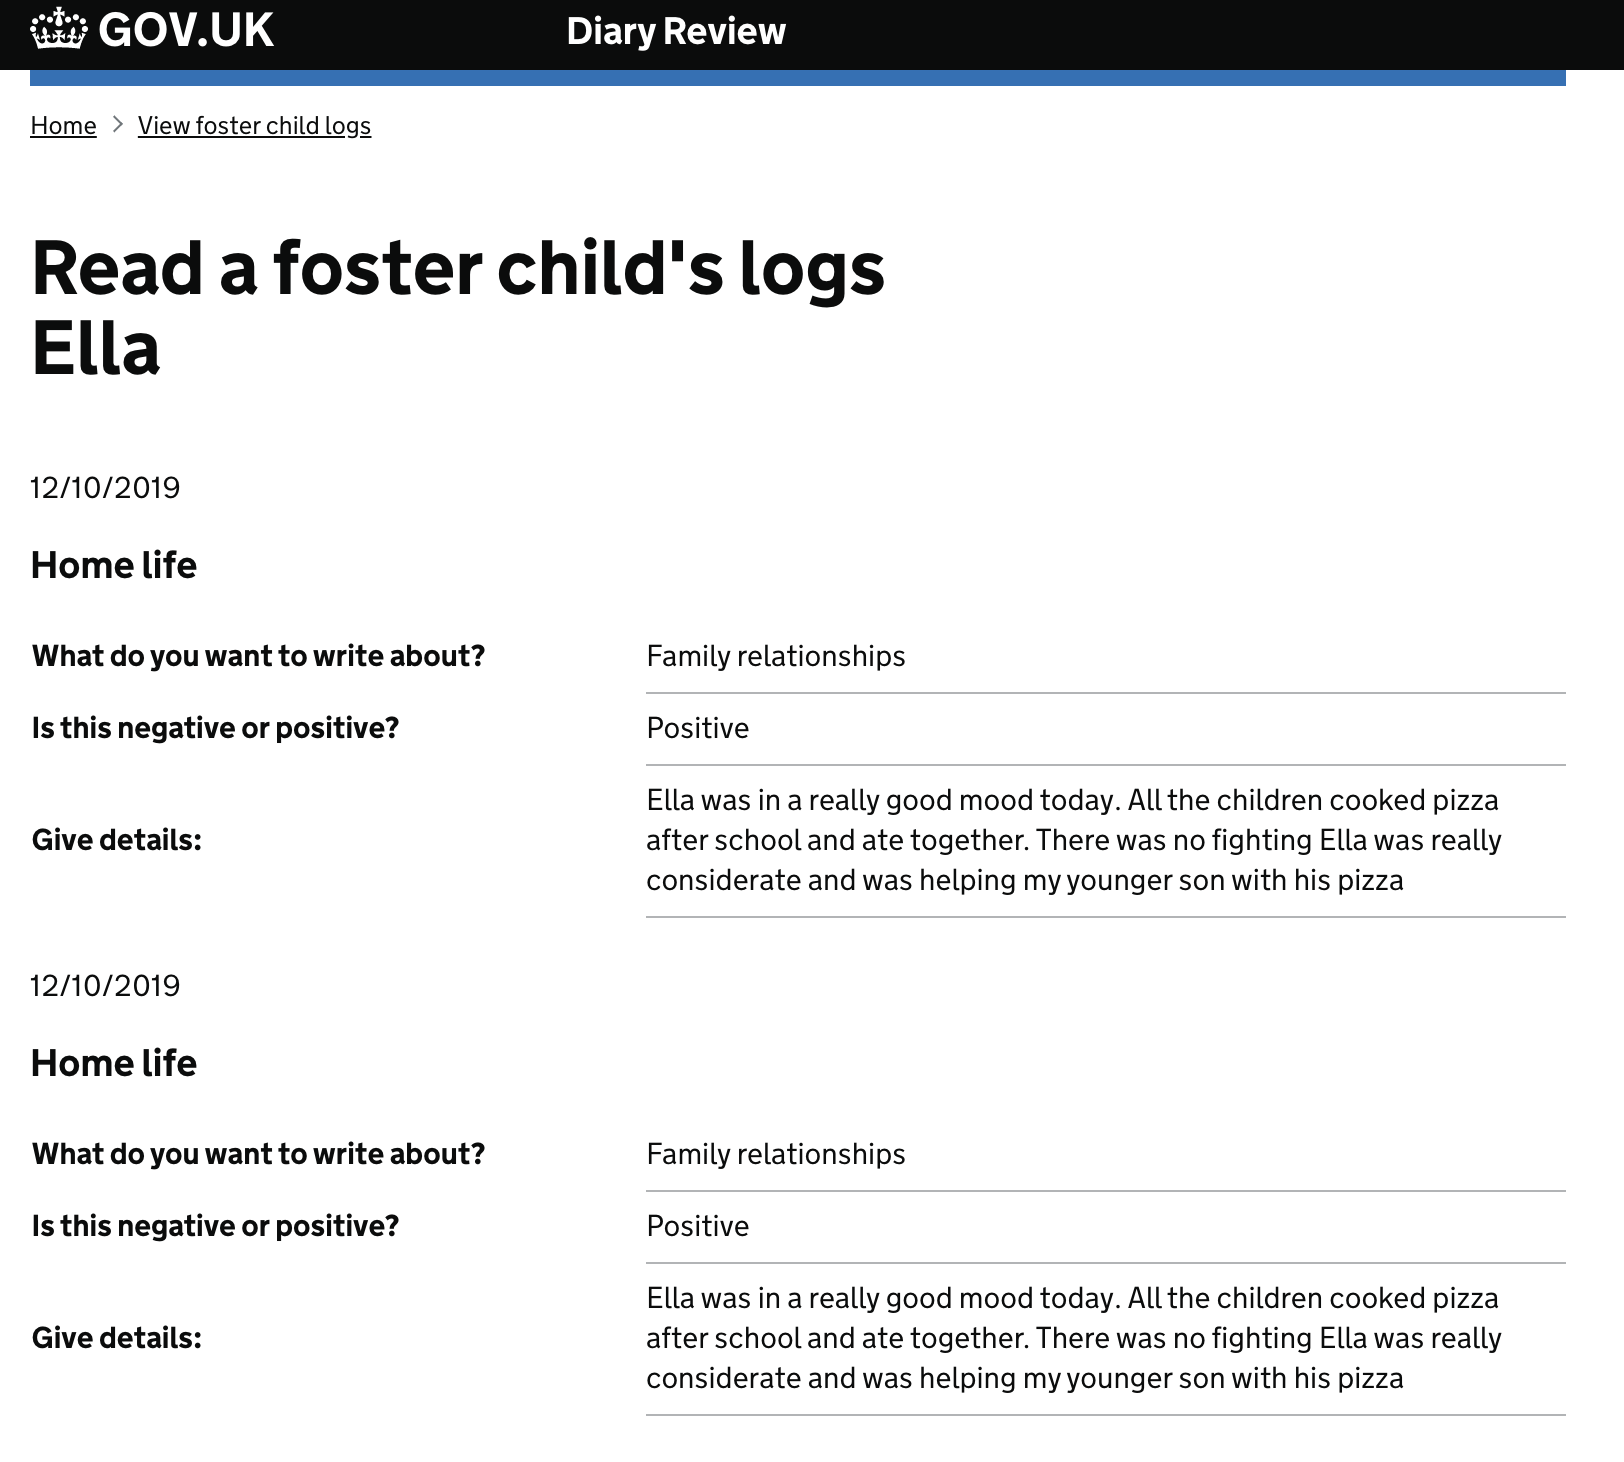 GOV.UK Diary Review
Home > View foster child logs
Read a foster child's logs
Ella
12/10/2019
Home life
What do you want to write about? Family relationships
Is this negative or positive? Positive
Ella was in a really good mood today. All the children cooked pizza
Give details: after school and ate together. There was no fighting Ella was really
considerate and was helping my younger son with his pizza
12/10/2019
Home life
What do you want to write about? Family relationships
Is this negative or positive? Positive
Ella was in a really good mood today. All the children cooked pizza
Give details: after school and ate together. There was no fighting Ella was really
considerate and was helping my younger son with his pizza